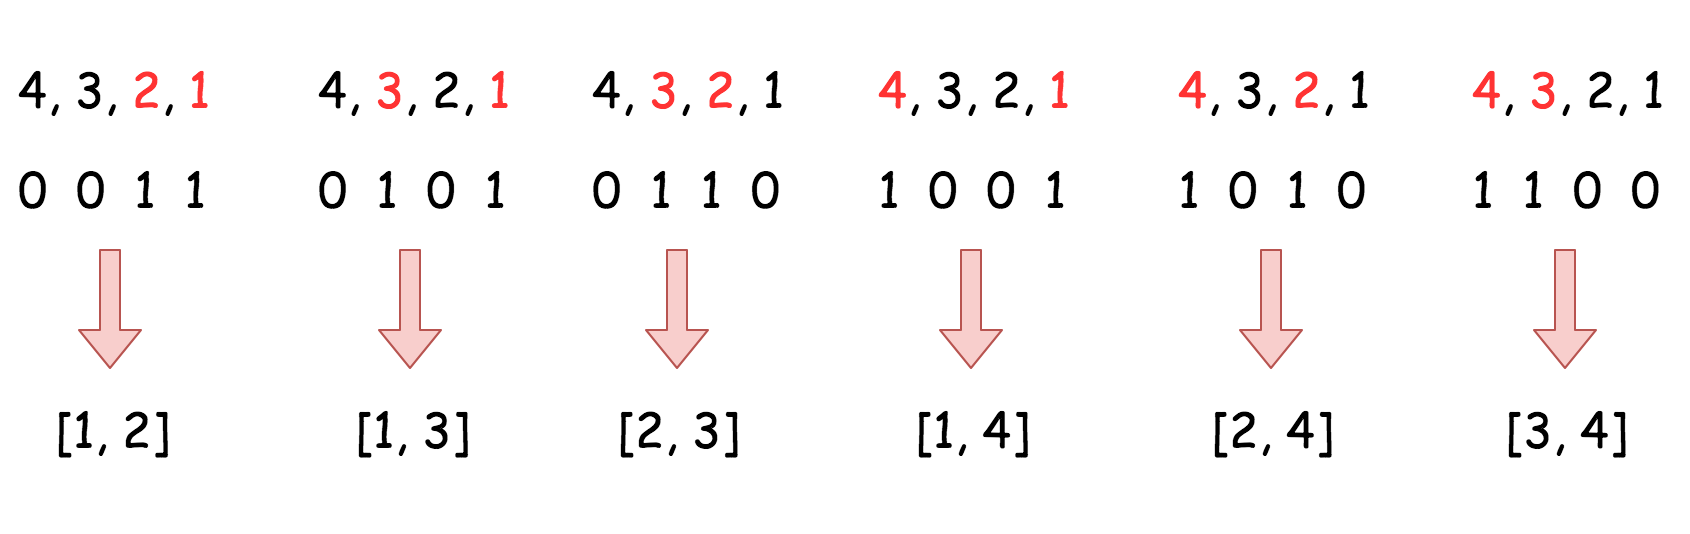 4, 3, 2, 1
0 0 1 1
[1, 2]
4, 3, 2, 1
0 1 0 1
[1, 3]
4, 3, 2, 1
0 1 1 0
[2, 3]
4, 3, 2, 1
1 0 0 1
[1, 4]
4, 3, 2, 1
1 0 1 0
[2, 4]
4, 3, 2, 1
1 1 0 0
[3, 4]